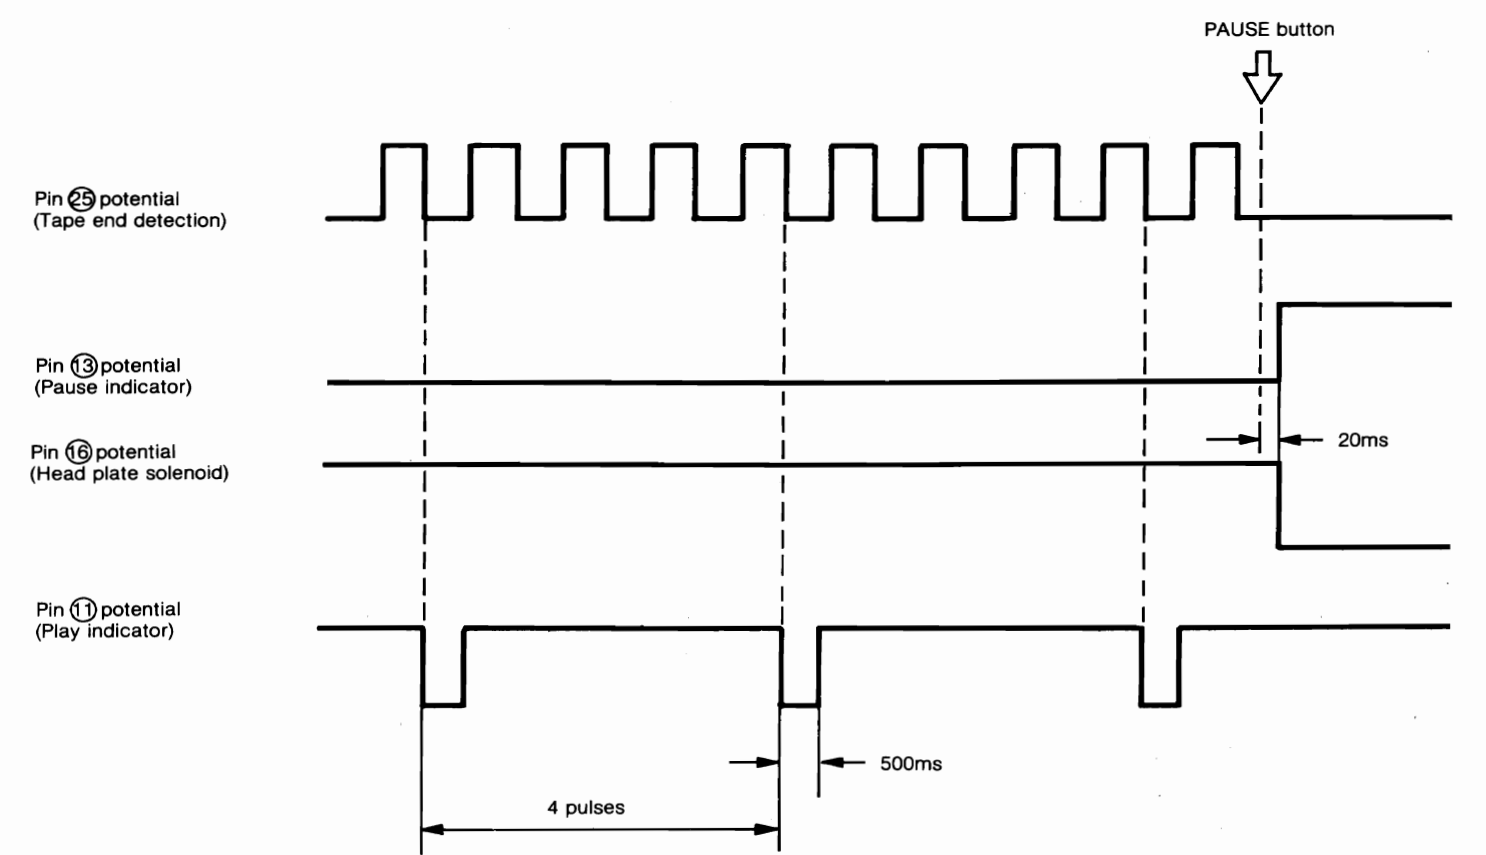 PAUSE button
Pin ㉕ potential
(Tape end detection)
Pin ⑬ potential
(Pause indicator)
20ms
Pin ⑯ potential
(Head plate solenoid)
Pin ⑪ potential
(Play indicator)
500ms
4 pulses